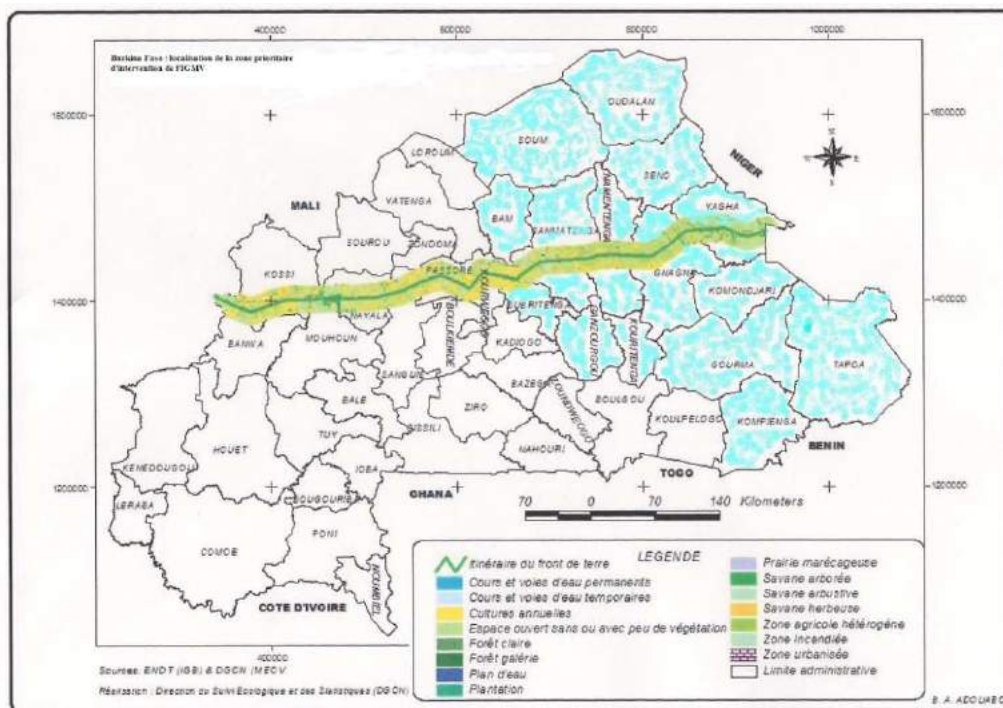 400000
600000
800000
1000000
Burkina Faso : localisation de la zone prioritaire
d'intervention de l'IGMV
1600000
1600000
OUDALAN
SOUM
LOROUM
SENO
NIGER
MALI
YATENGA
BAM
SANMATENGA
NAMENTENGA
YAGHA
SOUROU
ZONDOMA
KOSSI
PASSORE
GNAGNA
KOMONDJARI
1400000
1400000
KOURWEOGO
OUBRITENGA
NAYALA
BOULKIEMDE
BANWA
MOUHOUN
KADIOGO
GANZOURGOU
KOURITENGA
GOURMA
TAPOA
SANGUIE
BAZEGA
BALE
ZIRO
ZOUNDWEOGO
BOULGOU
KOULPELOGO
KOMPIENGA
SISSILI
TUY
HOUET
NAHOURI
BENIN
KENEDOUGOU
IOBA
TOGO
LERABA
BOUGOURIBA
GHANA
1200000
1200000
70 0 70 140 Kilometers
PONI
COMOE
NOUMBIEL
COTE D'IVOIRE
LEGENDE
Itinéraire du front de terre
Cours et voies d'eau permanents
Cours et voies d'eau temporaires
Cultures annuelles
Espace ouvert sans ou avec peu de végétation
Forêt claire
Forêt galérie
Plan d'eau
Plantation
Prairie marécageuse
Savane arborée
Savane arbustive
Savane herbeuse
Zone agricole hétérogène
Zone incendiée
Zone urbanisée
Limite administrative
400000
Sources: BNDT (IGB) & DGCN (MECV
Réalisation : Direction du Suivi Ecologique et des Statistiques (DGCN)